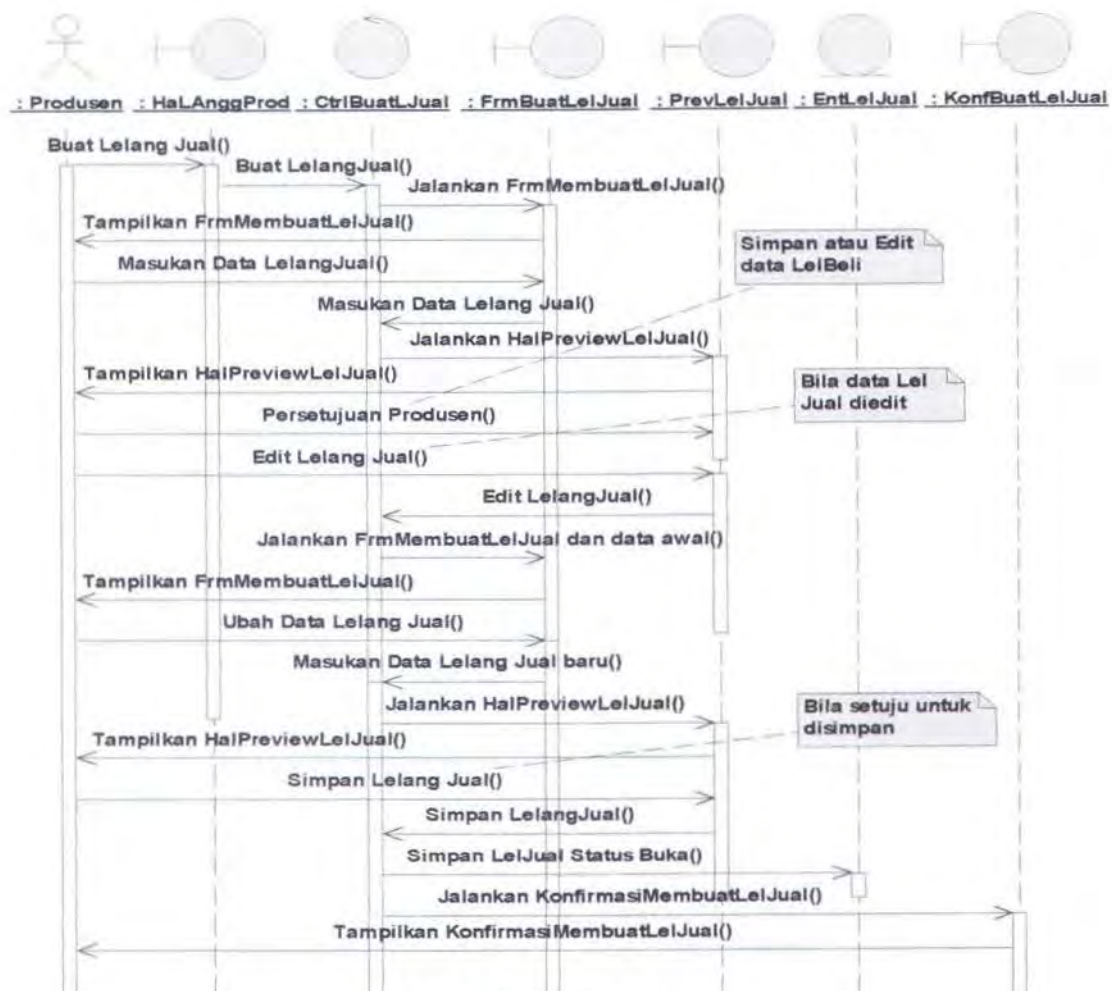 : Produsen : HaLAnggProd : CtrlBuatLJual : FrmBuatLelJual : PrevLelJual : EntLelJual : KonfBuatLelJual
Buat Lelang Jual()
Buat LelangJual()
Jalankan FrmMembuatLelJual()
Tampilkan FrmMembuatLelJual()
Simpan atau Edit
data LelBeli
Masukan Data LelangJual()
Masukan Data Lelang Jual()
Jalankan HalPreviewLelJual()
Tampilkan HalPreviewLelJual()
Bila data Lel
Jual diedit
Persetujuan Produsen()
Edit Lelang Jual()
Edit LelangJual()
Jalankan FrmMembuatLelJual dan data awal()
Tampilkan FrmMembuatLelJual()
Ubah Data Lelang Jual()
Masukan Data Lelang Jual baru()
Jalankan HalPreviewLelJual()
Bila setuju untuk
disimpan
Tampilkan HalPreviewLelJual()
Simpan Lelang Jual()
Simpan LelangJual()
Simpan LelJual Status Buka()
Jalankan KonfirmasiMembuatLelJual()
Tampilkan KonfirmasiMembuatLelJual()